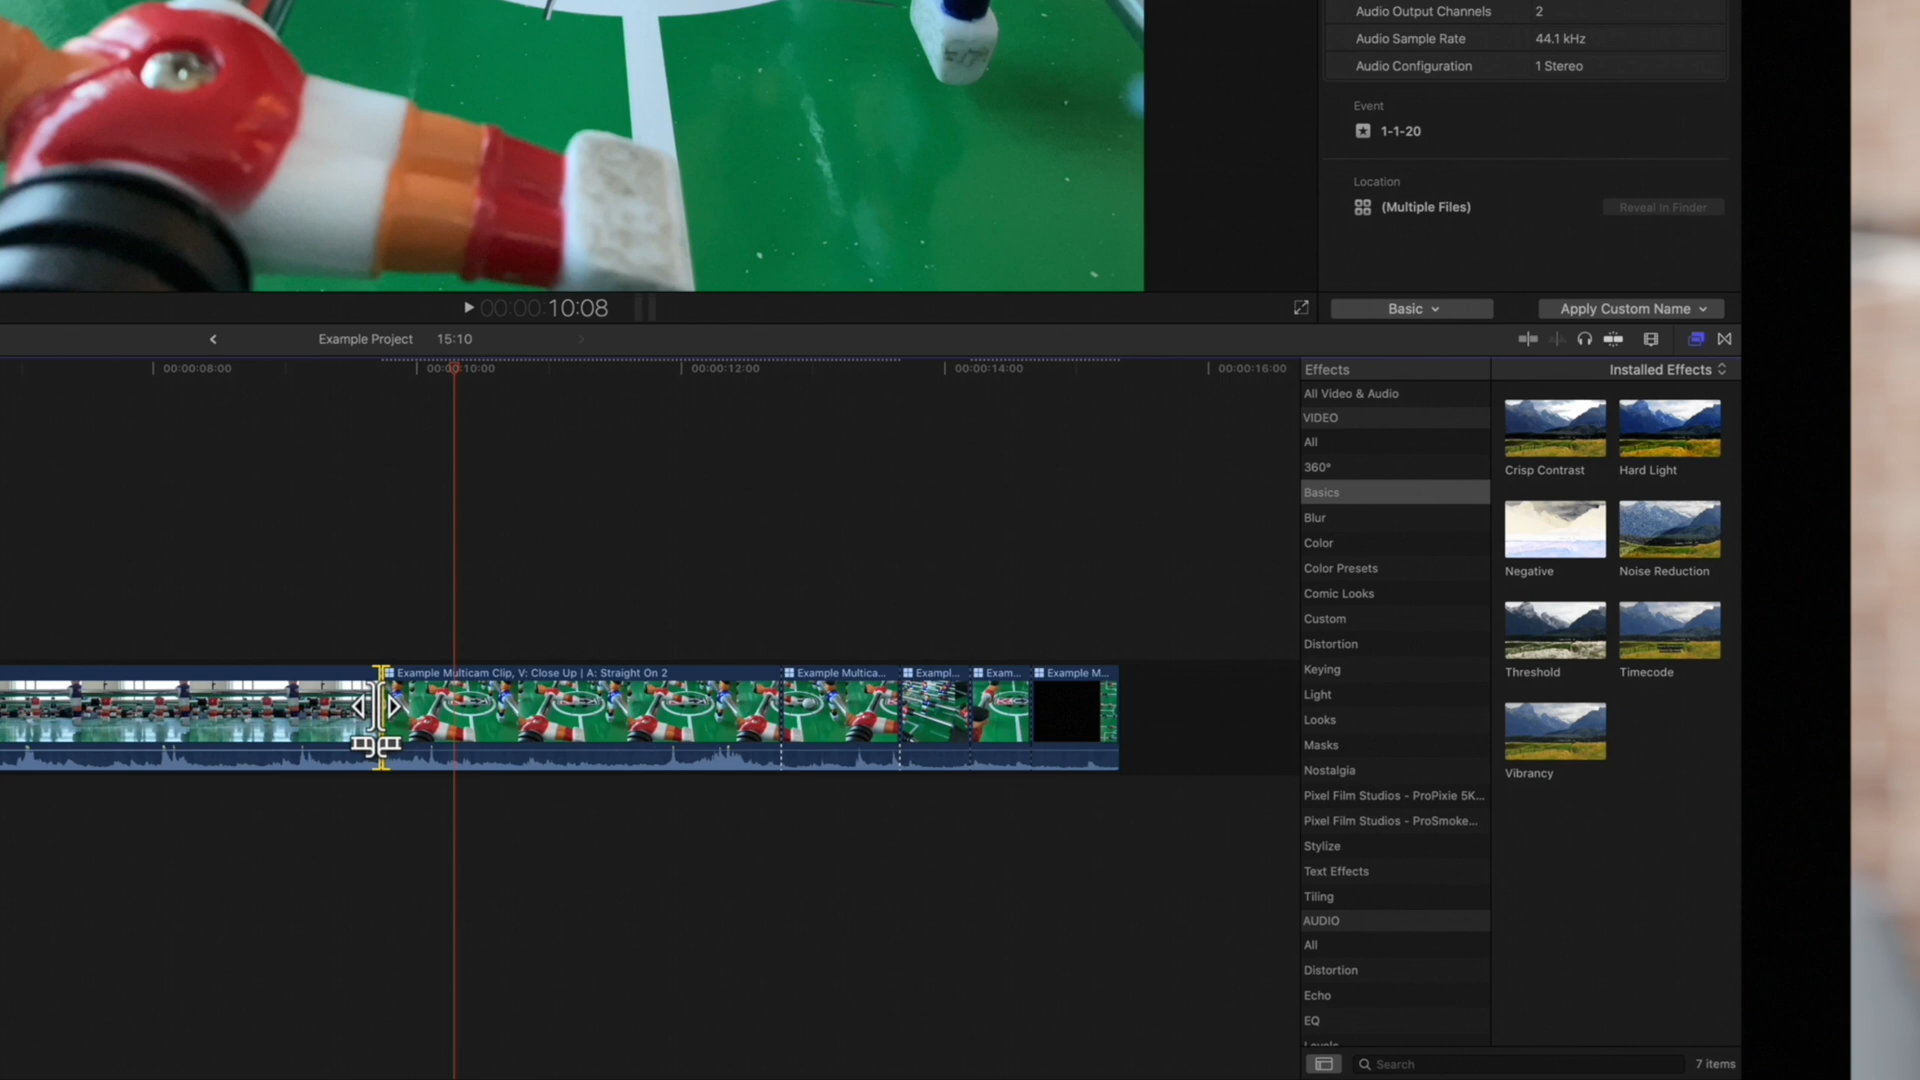 Audio Output Channels 2
Audio Sample Rate 44.1 kHz
Audio Configuration 1 Stereo
Event
1-1-20
Location
(Multiple Files) Reveal In Finder
00:00:10:08
Basic Apply Custom Name
Example Project 15:10
00:00:08:00 00:00:10:00 00:00:12:00 00:00:14:00 00:00:16:00
Effects Installed Effects
All Video & Audio
VIDEO
All
360°
Basics
Blur
Color
Color Presets
Comic Looks
Custom
Distortion
Keying
Light
Looks
Masks
Nostalgia
Pixel Film Studios - ProPixie 5K...
Pixel Film Studios - ProSmoke...
Stylize
Text Effects
Tiling
AUDIO
All
Distortion
Echo
EQ
Levels
Crisp Contrast Hard Light
Negative Noise Reduction
Threshold Timecode
Vibrancy
Example Multicam Clip, V: Close Up | A: Straight On 2 Example Multica... Exampl... Exam... Example M...
Search 7 items